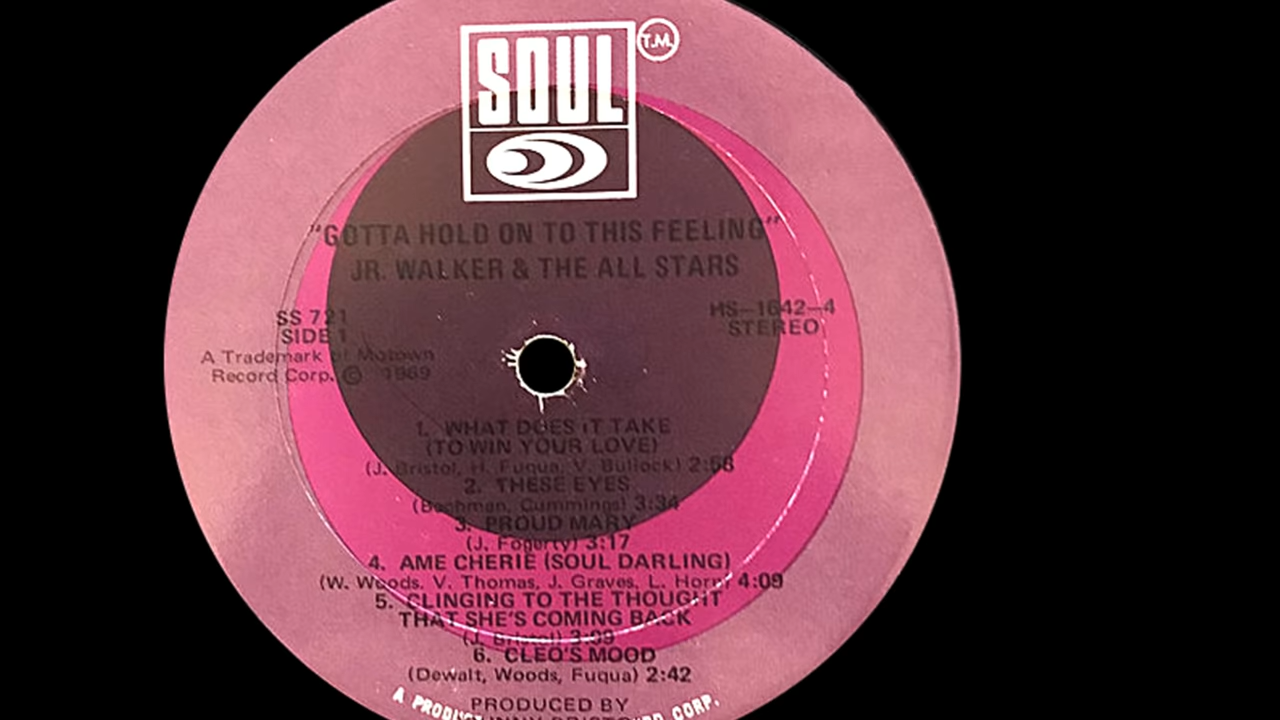 SOUL T.M.
"GOTTA HOLD ON TO THIS FEELING"
JR. WALKER & THE ALL STARS
SS 721
SIDE 1
A Trademark of Motown
Record Corp. © 1969
HS-1642-4
STEREO
1. WHAT DOES IT TAKE
(TO WIN YOUR LOVE)
(J. Bristol, H. Fuqua, V. Bullock) 2:58
2. THESE EYES
(Bachman, Cummings) 3:34
3. PROUD MARY
(J. Fogerty) 3:17
4. AME CHERIE (SOUL DARLING)
(W. Woods, V. Thomas, J. Graves, L. Horn) 4:09
5. CLINGING TO THE THOUGHT
THAT SHE'S COMING BACK
(J. Bristol) 3:09
6. CLEO'S MOOD
(Dewalt, Woods, Fuqua) 2:42
PRODUCED BY
A PRODUCT CORP.